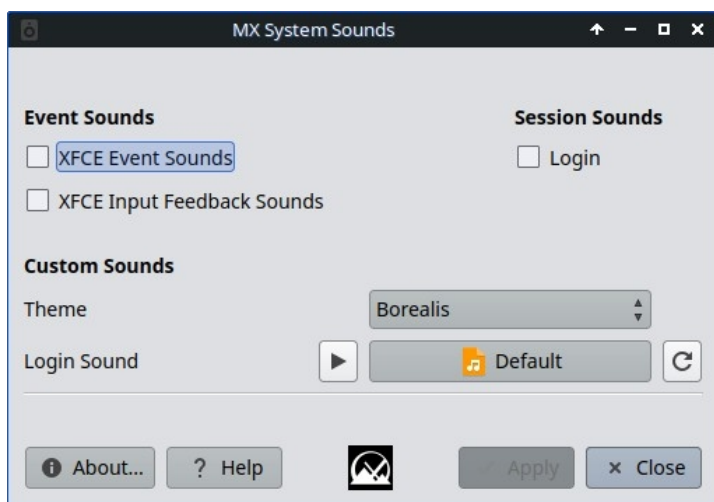 MX System Sounds
Event Sounds
Session Sounds
XFCE Event Sounds
Login
XFCE Input Feedback Sounds
Custom Sounds
Theme
Borealis
Login Sound
Default
About...
? Help
Apply
Close